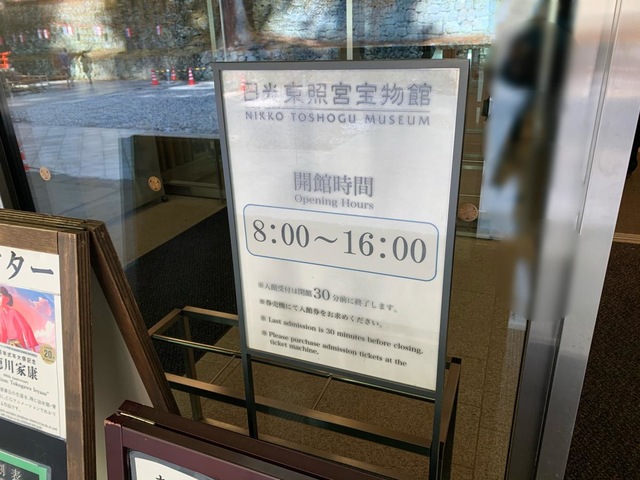 日光東照宮宝物館
NIKKO TOSHOGU MUSEUM
開館時間
Opening Hours
8:00～16:00
※入館受付は閉館30分前に終了します。
※券売機にて入館券をお求めください。
※Last admission is 30 minutes before closing.
※Please purchase admission tickets at the
ticket machine.
ター
20
徳川家康